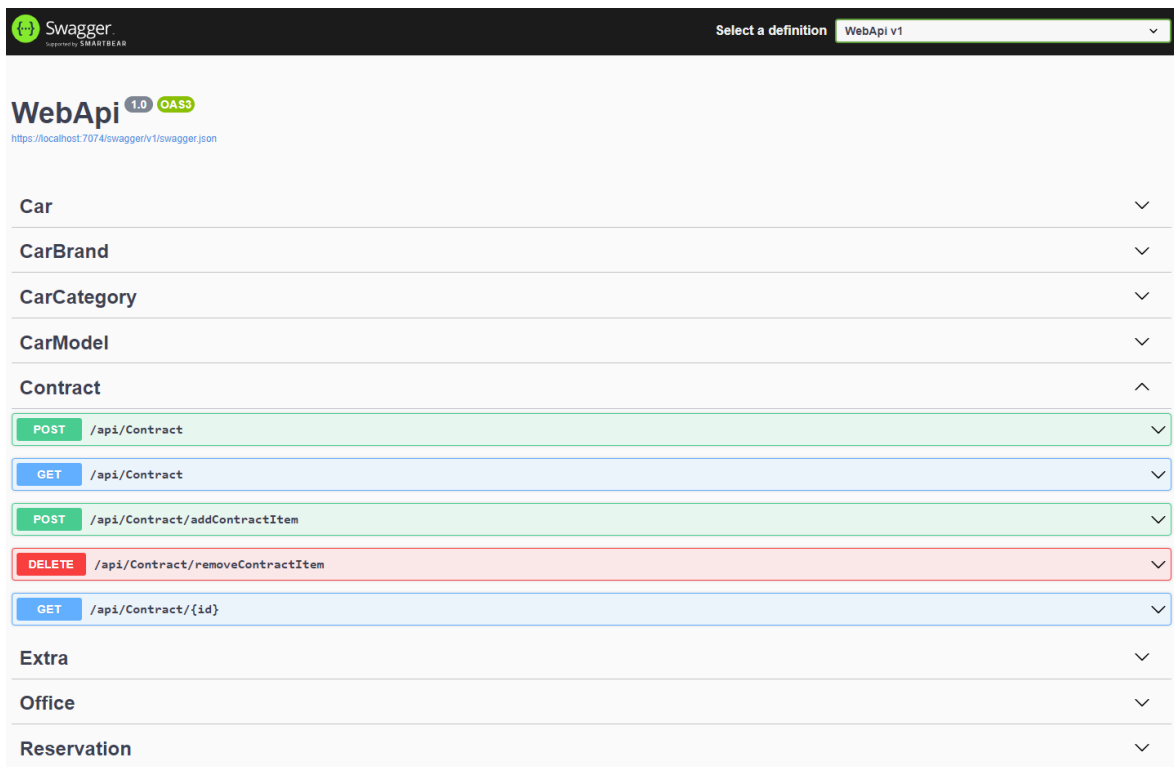 Swagger.
Supported by SMARTBEAR
Select a definition WebApi v1
WebApi 1.0 OAS3
https://localhost:7074/swagger/v1/swagger.json
Car
CarBrand
CarCategory
CarModel
Contract
POST /api/Contract
GET /api/Contract
POST /api/Contract/addContractItem
DELETE /api/Contract/removeContractItem
GET /api/Contract/{id}
Extra
Office
Reservation